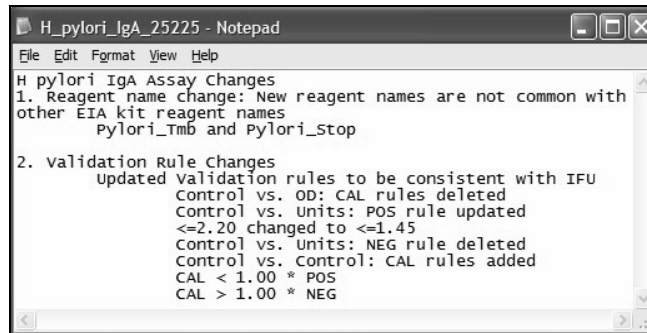 H_pylori_IgA_25225 - Notepad
File Edit Format View Help
H pylori IgA Assay Changes
1. Reagent name change: New reagent names are not common with
other EIA kit reagent names
Pylori_Tmb and Pylori_Stop
2. Validation Rule Changes
Updated Validation rules to be consistent with IFU
Control vs. OD: CAL rules deleted
Control vs. Units: POS rule updated
<=2.20 changed to <=1.45
Control vs. Units: NEG rule deleted
Control vs. Control: CAL rules added
CAL < 1.00 * POS
CAL > 1.00 * NEG